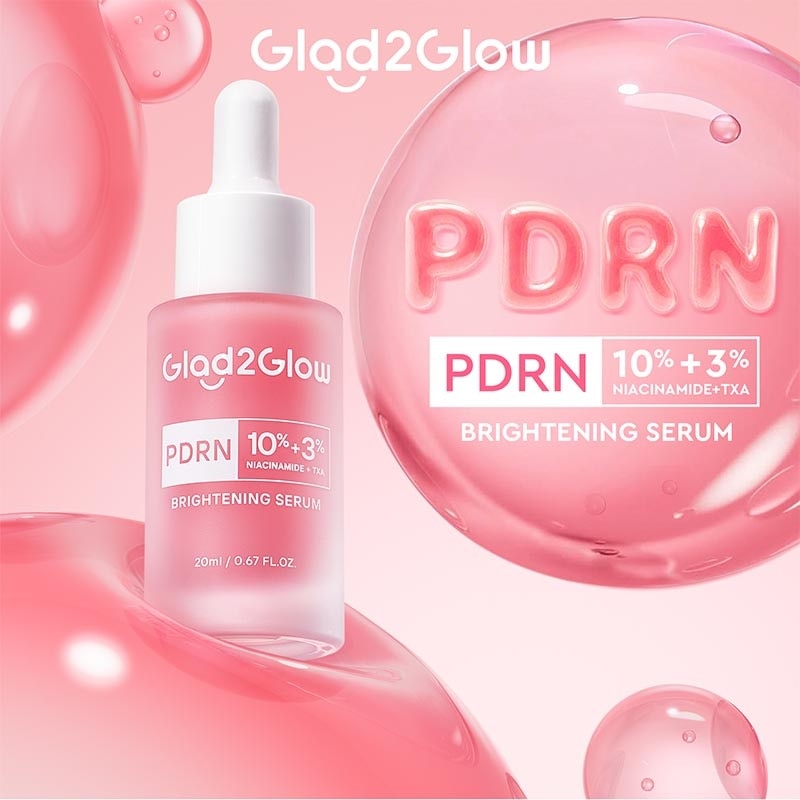 Glad2Glow
PDRN
PDRN 10%+3%
NIACINAMIDE+TXA
BRIGHTENING SERUM
Glad2Glow
PDRN 10%+3%
NIACINAMIDE + TXA
BRIGHTENING SERUM
20ml / 0.67 FL.OZ.